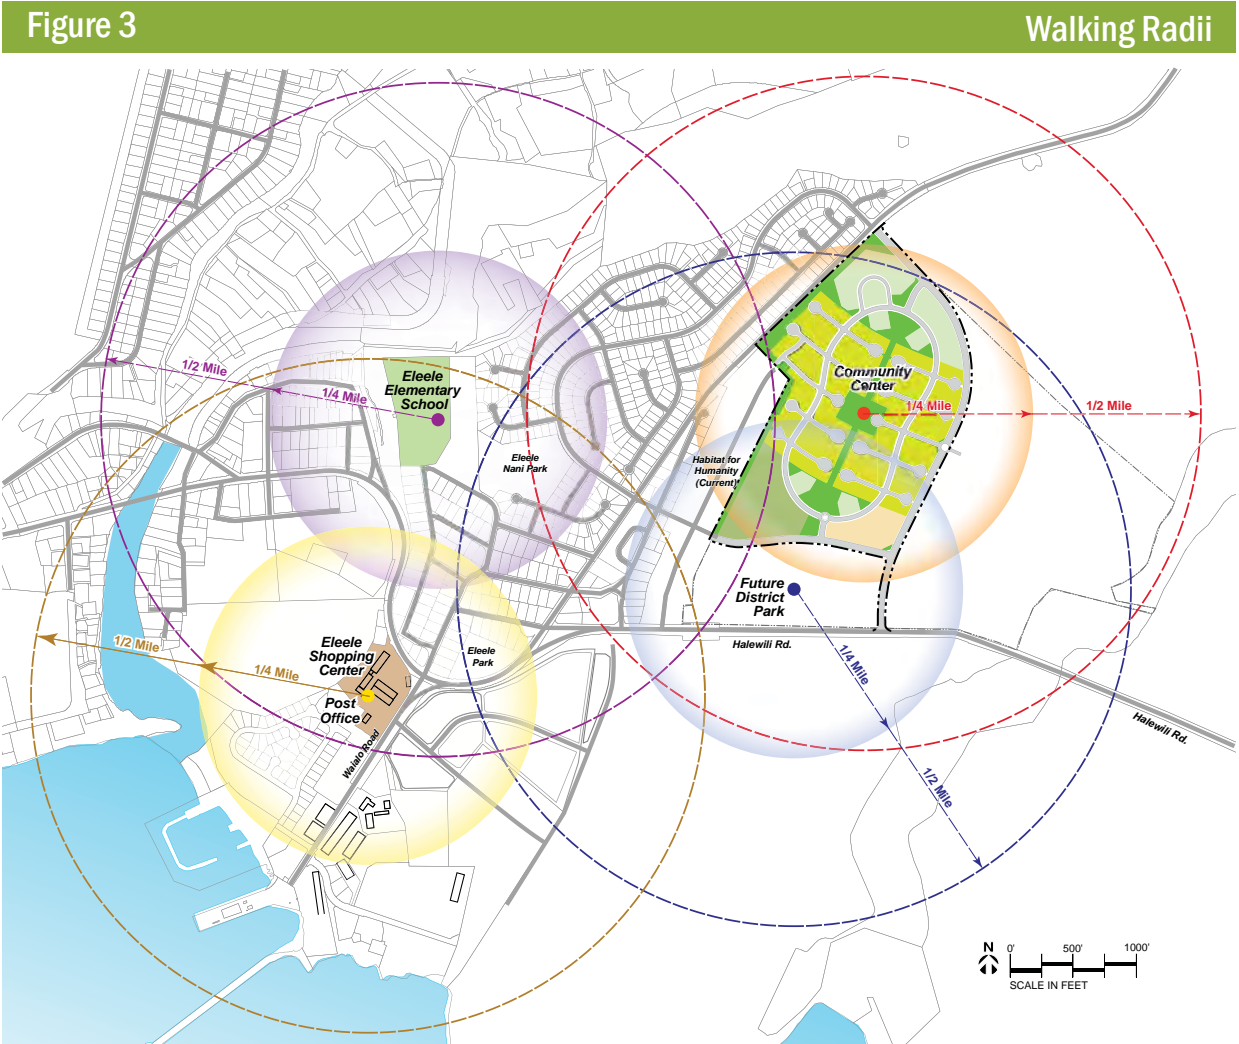 Figure 3
Walking Radii
1/2 Mile
1/4 Mile
Eleele
Elementary
School
Eleele
Nani Park
Community
Center
1/4 Mile
1/2 Mile
Habitat for
Humanity
(Current)
Future
District
Park
Halewili Rd.
1/4 Mile
1/2 Mile
Halewili Rd.
1/2 Mile
1/4 Mile
Eleele
Shopping
Center
Post
Office
Eleele
Park
Waialo Road
N
0'
500'
1000'
SCALE IN FEET